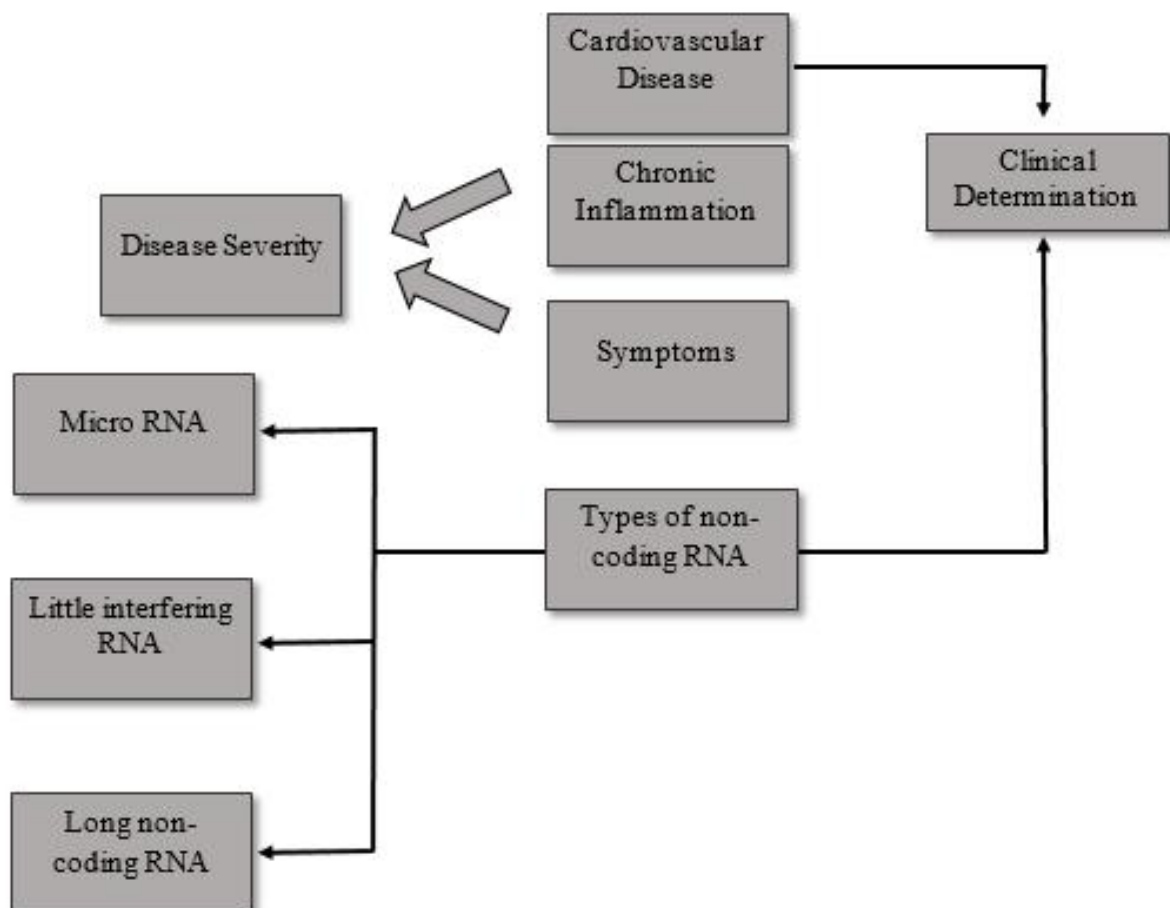 Cardiovascular
Disease
Clinical
Determination
Chronic
Inflammation
Disease Severity
Symptoms
Micro RNA
Types of non-
coding RNA
Little interfering
RNA
Long non-
coding RNA